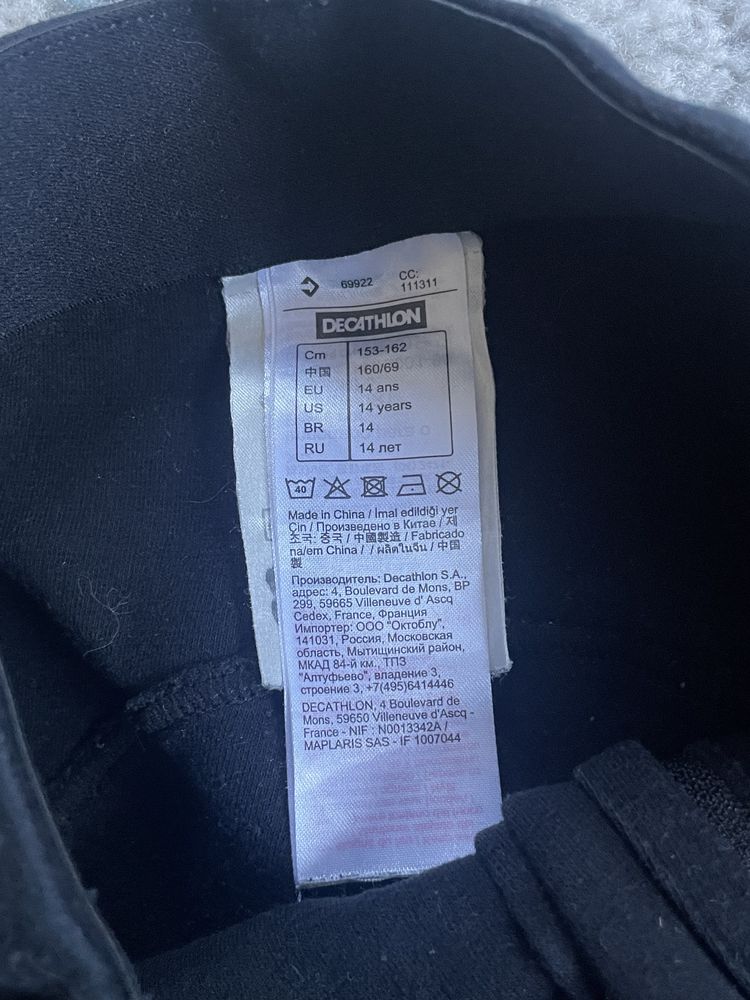 69922 CC:
111311
DECATHLON
Cm 153-162
中国 160/69
EU 14 ans
US 14 years
BR 14
RU 14 лет
40
Made in China / İmal edildiği yer
Çin / Произведено в Китае / 제
조국: 중국 / 中國製造 / Fabricado
na/em China / / ผลิตในจีน / 中国
製
Производитель: Decathlon S.A.,
адрес: 4, Boulevard de Mons, BP
299, 59665 Villeneuve d' Ascq
Cedex, France, Франция
Импортер: ООО "Октоблу",
141031, Россия, Московская
область, Мытищинский район,
МКАД 84-й км., ТПЗ
"Алтуфьево", владение 3,
строение 3, +7(495)6414446
DECATHLON, 4 Boulevard de
Mons, 59650 Villeneuve d'Ascq -
France - NIF : N0013342A /
MAPLARIS SAS - IF 1007044